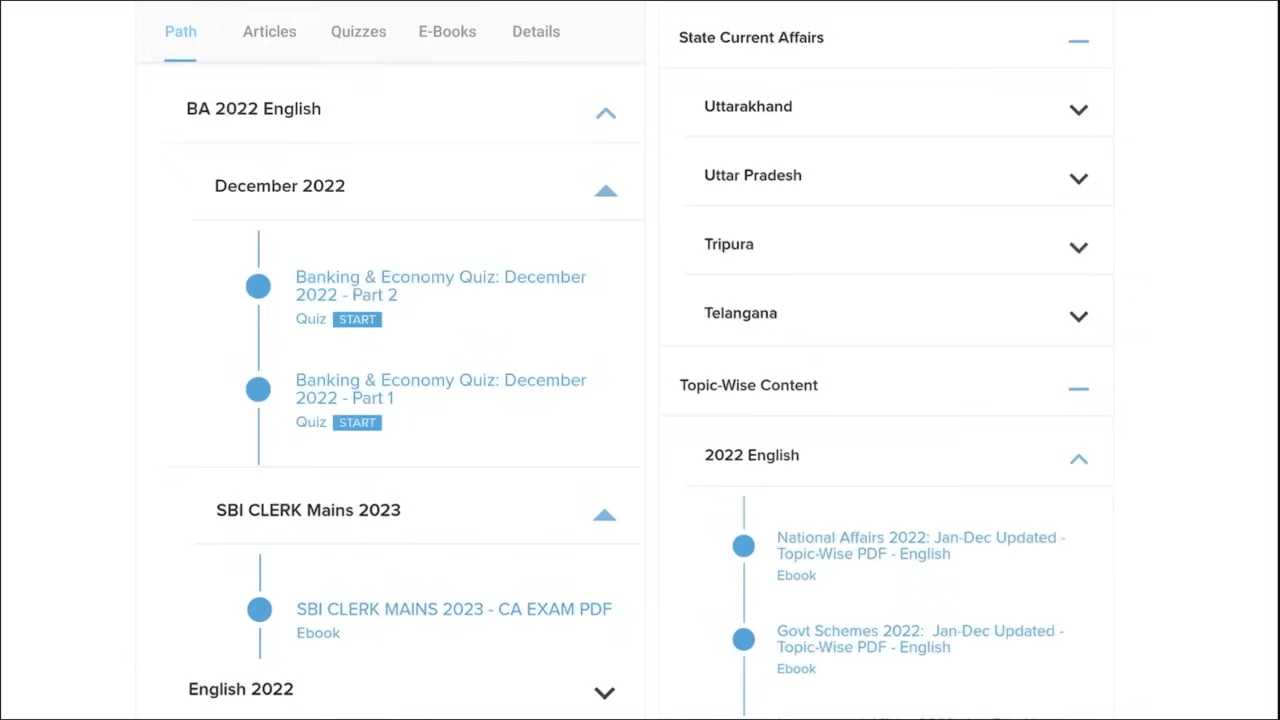 Path Articles Quizzes E-Books Details
BA 2022 English
December 2022
Banking & Economy Quiz: December
2022 - Part 2
Quiz START
Banking & Economy Quiz: December
2022 - Part 1
Quiz START
SBI CLERK Mains 2023
SBI CLERK MAINS 2023 - CA EXAM PDF
Ebook
English 2022
State Current Affairs
Uttarakhand
Uttar Pradesh
Tripura
Telangana
Topic-Wise Content
2022 English
National Affairs 2022: Jan-Dec Updated -
Topic-Wise PDF - English
Ebook
Govt Schemes 2022: Jan-Dec Updated -
Topic-Wise PDF - English
Ebook